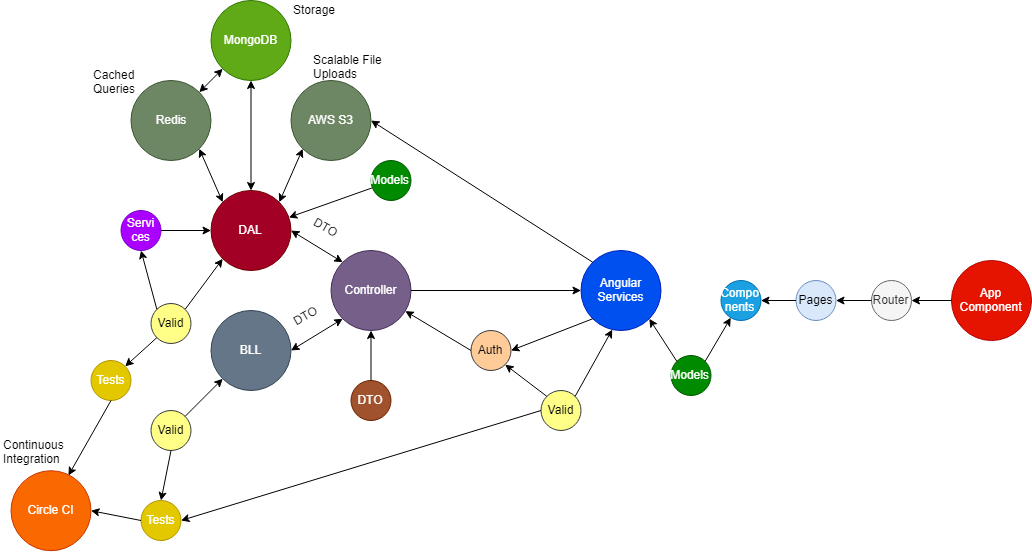 Storage
MongoDB
Scalable File
Uploads
Cached
Queries
Redis
AWS S3
Models
Servi
ces
DAL
DTO
Controller
Angular
Services
Compo
nents
Pages
Router
App
Component
Valid
DTO
BLL
Auth
Models
Tests
DTO
Valid
Valid
Continuous
Integration
Circle CI
Tests